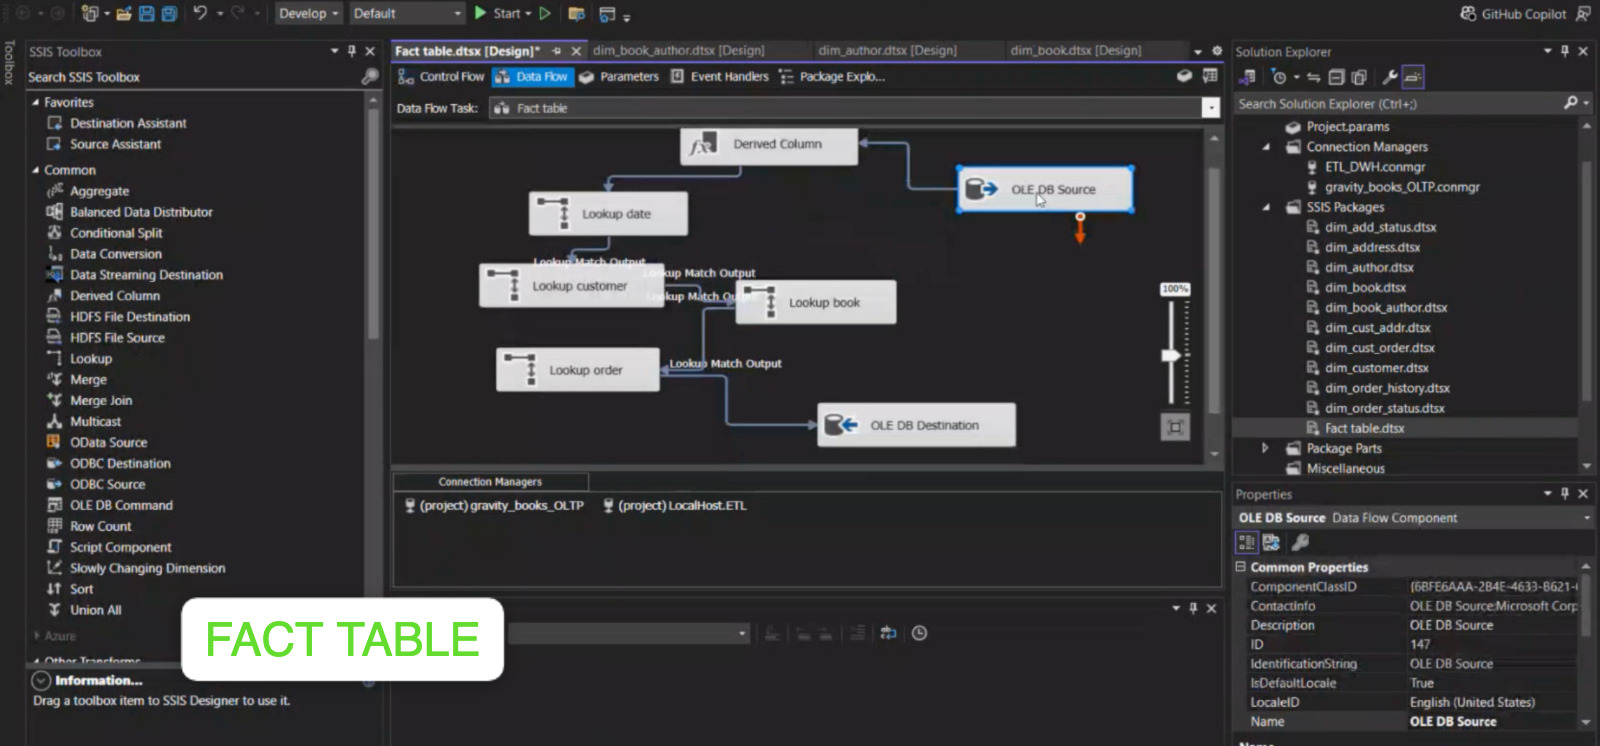 Develop
Default
Start
GitHub Copilot
Toolbox
SSIS Toolbox
Search SSIS Toolbox
Favorites
Destination Assistant
Source Assistant
Common
Aggregate
Balanced Data Distributor
Conditional Split
Data Conversion
Data Streaming Destination
Derived Column
HDFS File Destination
HDFS File Source
Lookup
Merge
Merge Join
Multicast
OData Source
ODBC Destination
ODBC Source
OLE DB Command
Row Count
Script Component
Slowly Changing Dimension
Sort
Union All
Azure
Other Transforms
Information...
Drag a toolbox item to SSIS Designer to use it.
Fact table.dtsx [Design]*
dim_book_author.dtsx [Design]
dim_author.dtsx [Design]
dim_book.dtsx [Design]
Control Flow
Data Flow
Parameters
Event Handlers
Package Explo...
Data Flow Task:
Fact table
Derived Column
OLE DB Source
Lookup date
Lookup Match Output
Lookup customer
Lookup Match Output
Lookup Match Ou
Lookup book
Lookup order
Lookup Match Output
OLE DB Destination
100%
Connection Managers
(project) gravity_books_OLTP
(project) LocalHost.ETL
FACT TABLE
Solution Explorer
Search Solution Explorer (Ctrl+;)
Project.params
Connection Managers
ETL_DWH.conmgr
gravity_books_OLTP.conmgr
SSIS Packages
dim_add_status.dtsx
dim_address.dtsx
dim_author.dtsx
dim_book.dtsx
dim_book_author.dtsx
dim_cust_addr.dtsx
dim_cust_order.dtsx
dim_customer.dtsx
dim_order_history.dtsx
dim_order_status.dtsx
Fact table.dtsx
Package Parts
Miscellaneous
Properties
OLE DB Source Data Flow Component
Common Properties
ComponentClassID {6BFE6AAA-2B4E-4633-B621-
ContactInfo OLE DB Source;Microsoft Corp
Description OLE DB Source
ID 147
IdentificationString OLE DB Source
IsDefaultLocale True
LocaleID English (United States)
Name OLE DB Source
Name